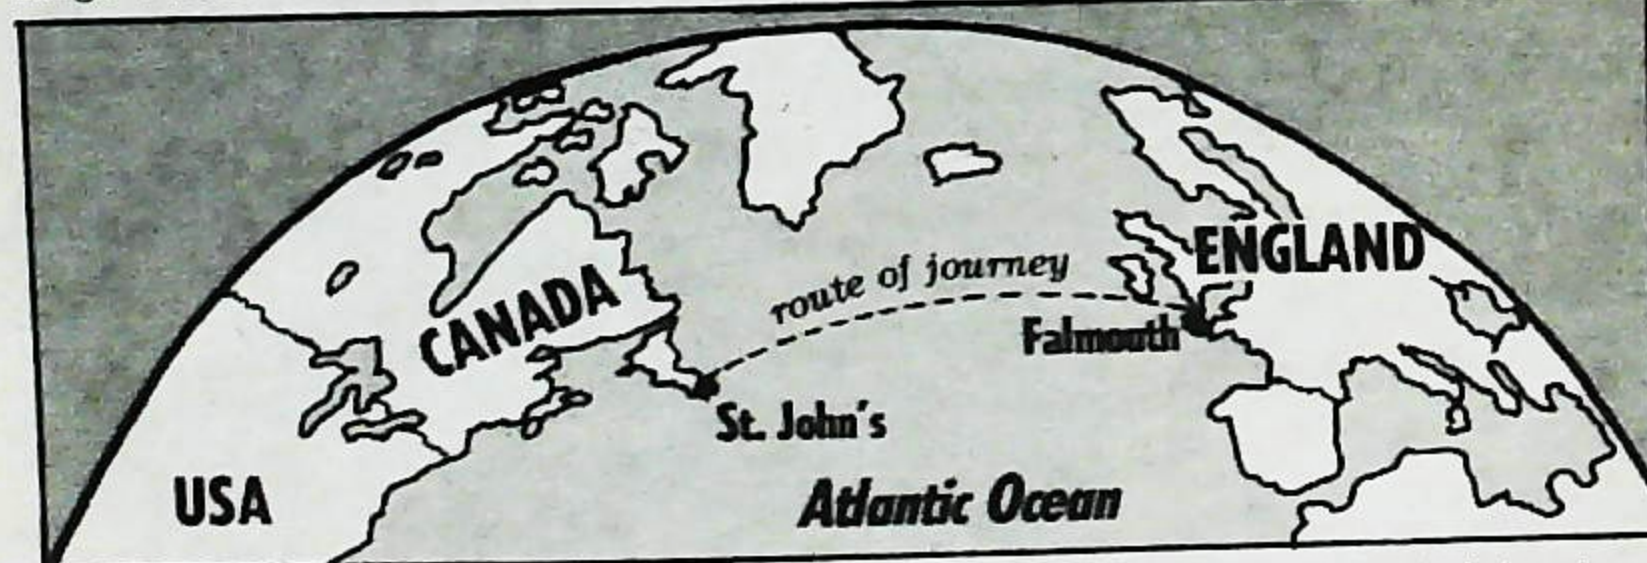 ENGLAND
route of journey
CANADA
Falmouth
St. John's
USA
Atlantic Ocean